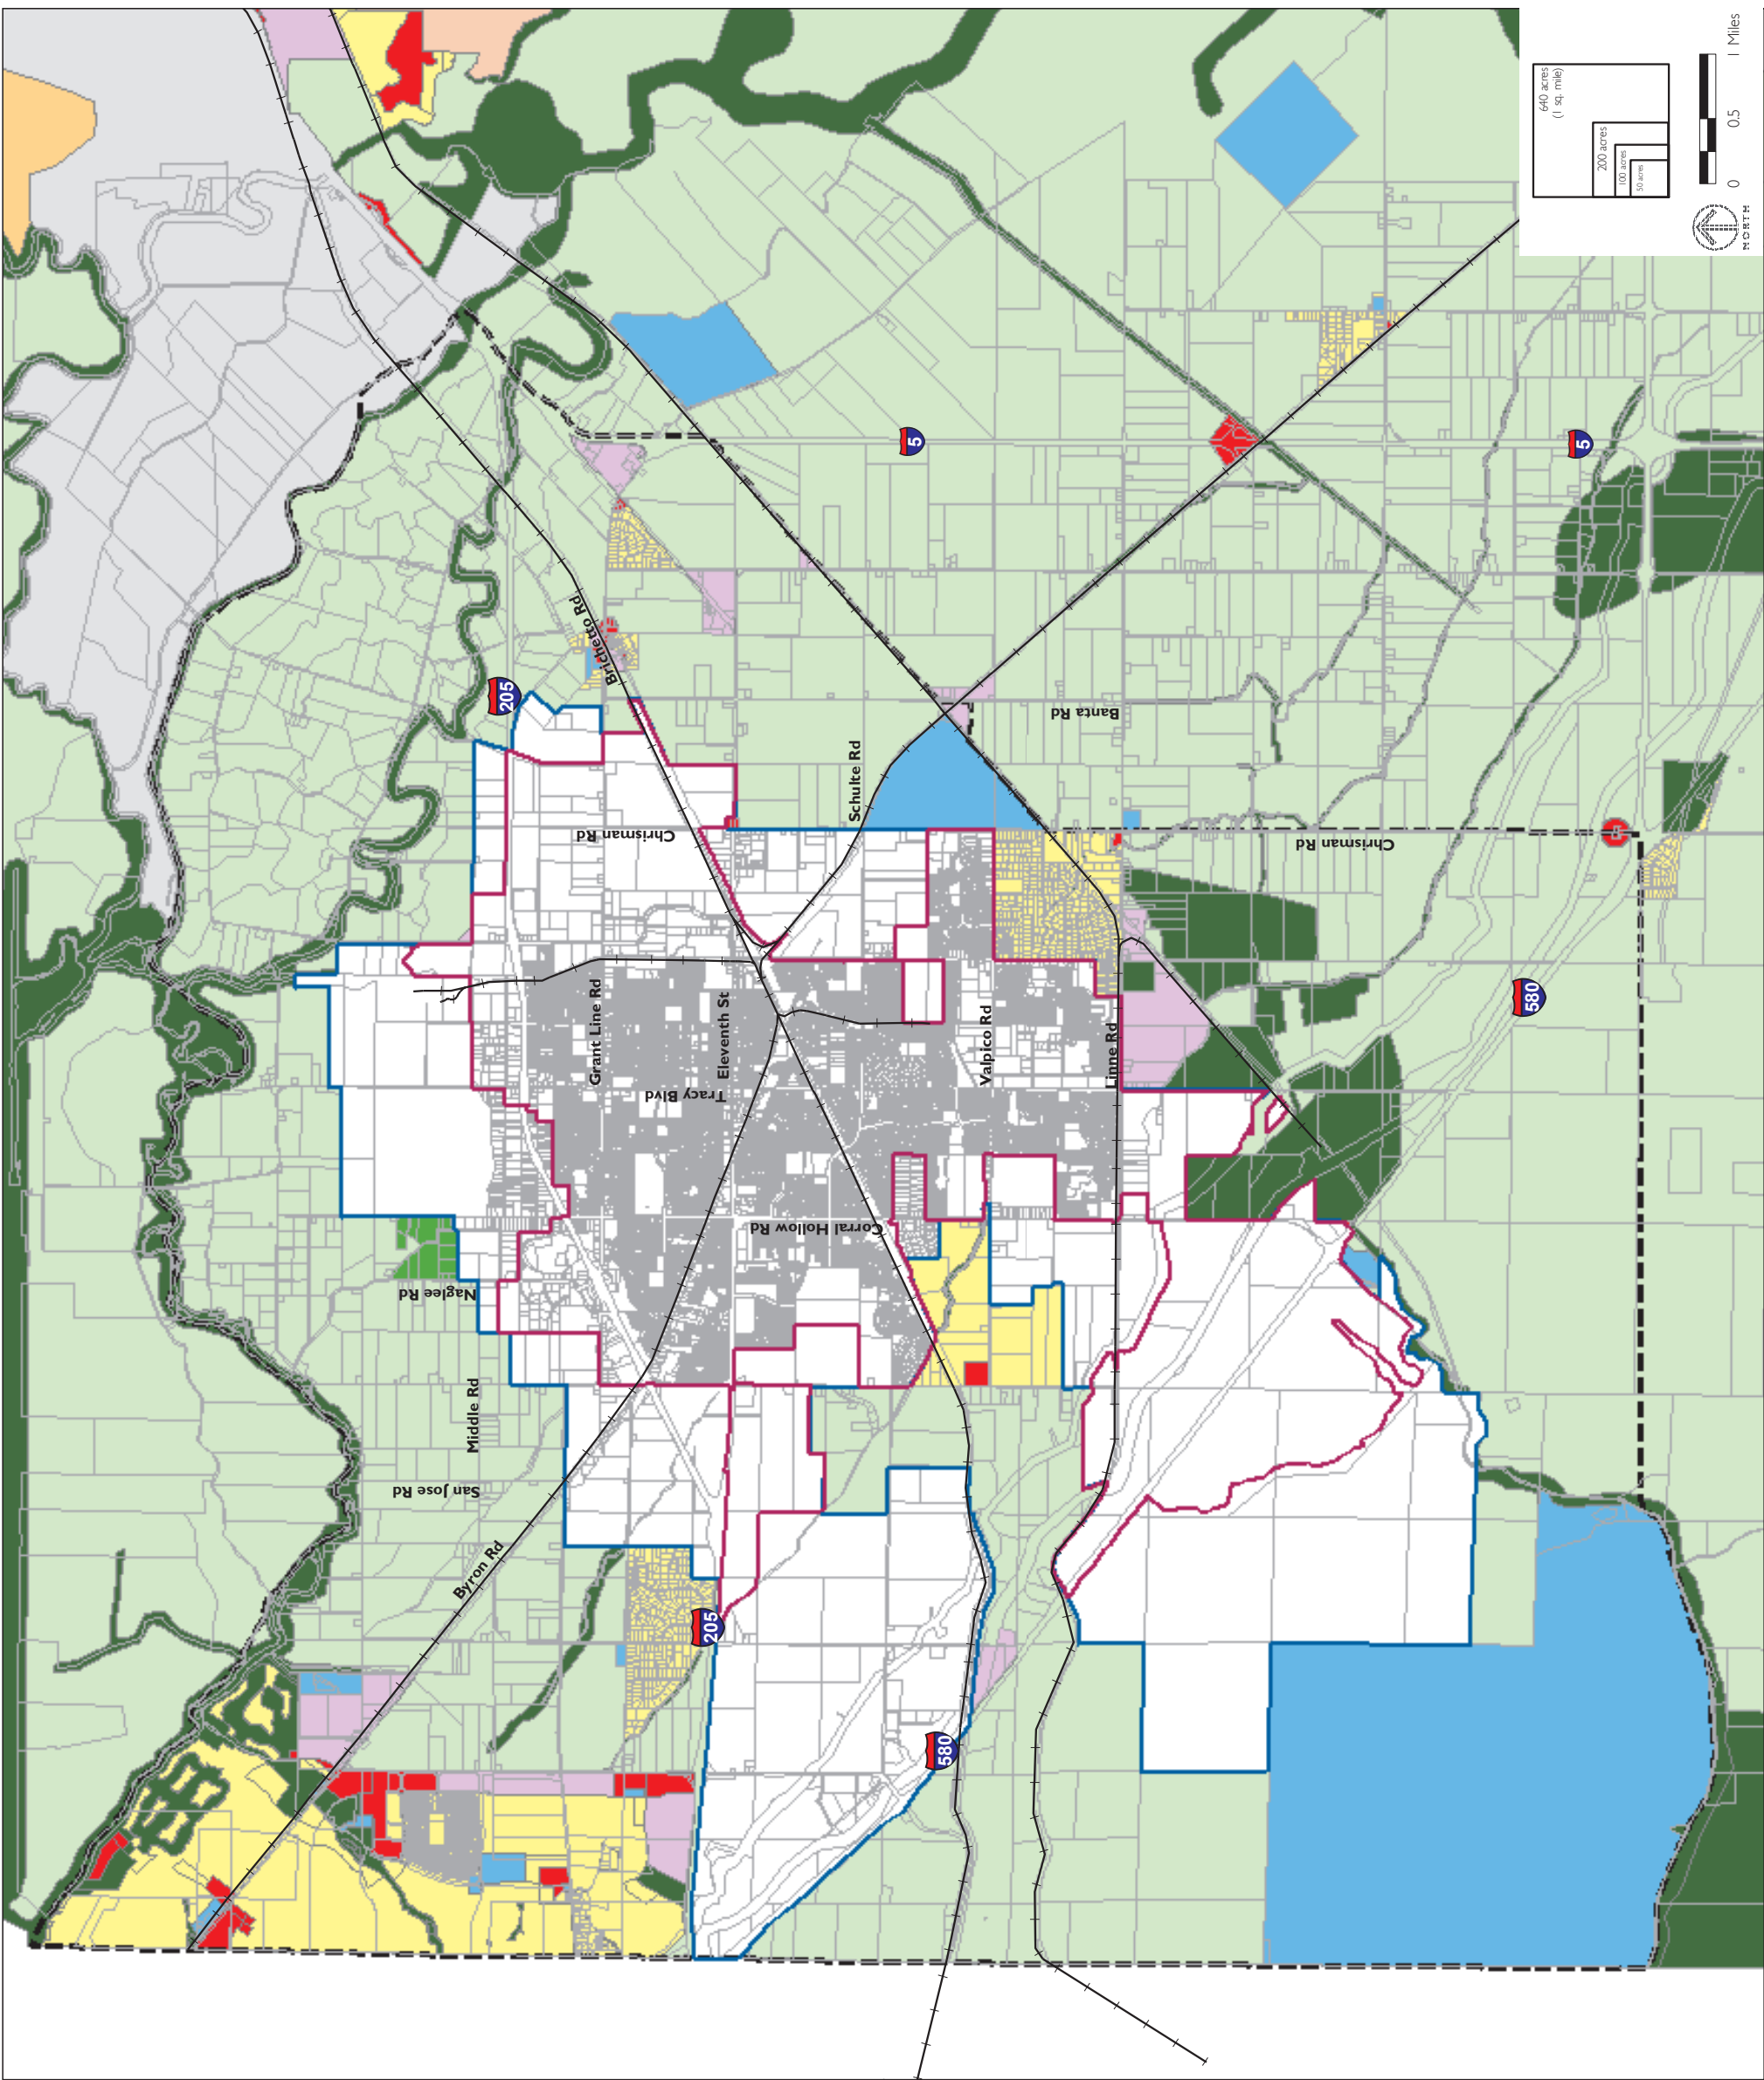 640 acres
(1 sq. mile)
200 acres
100 acres
50 acres
0
0.5
1 Miles
NORTH
5
5
Brichetto Rd
205
Banta Rd
Schulte Rd
Chrisman Rd
Chrisman Rd
580
Grant Line Rd
Eleventh St
Valpico Rd
Linne Rd
Tracy Blvd
Corral Hollow Rd
Naglee Rd
Middle Rd
San Jose Rd
Byron Rd
205
580